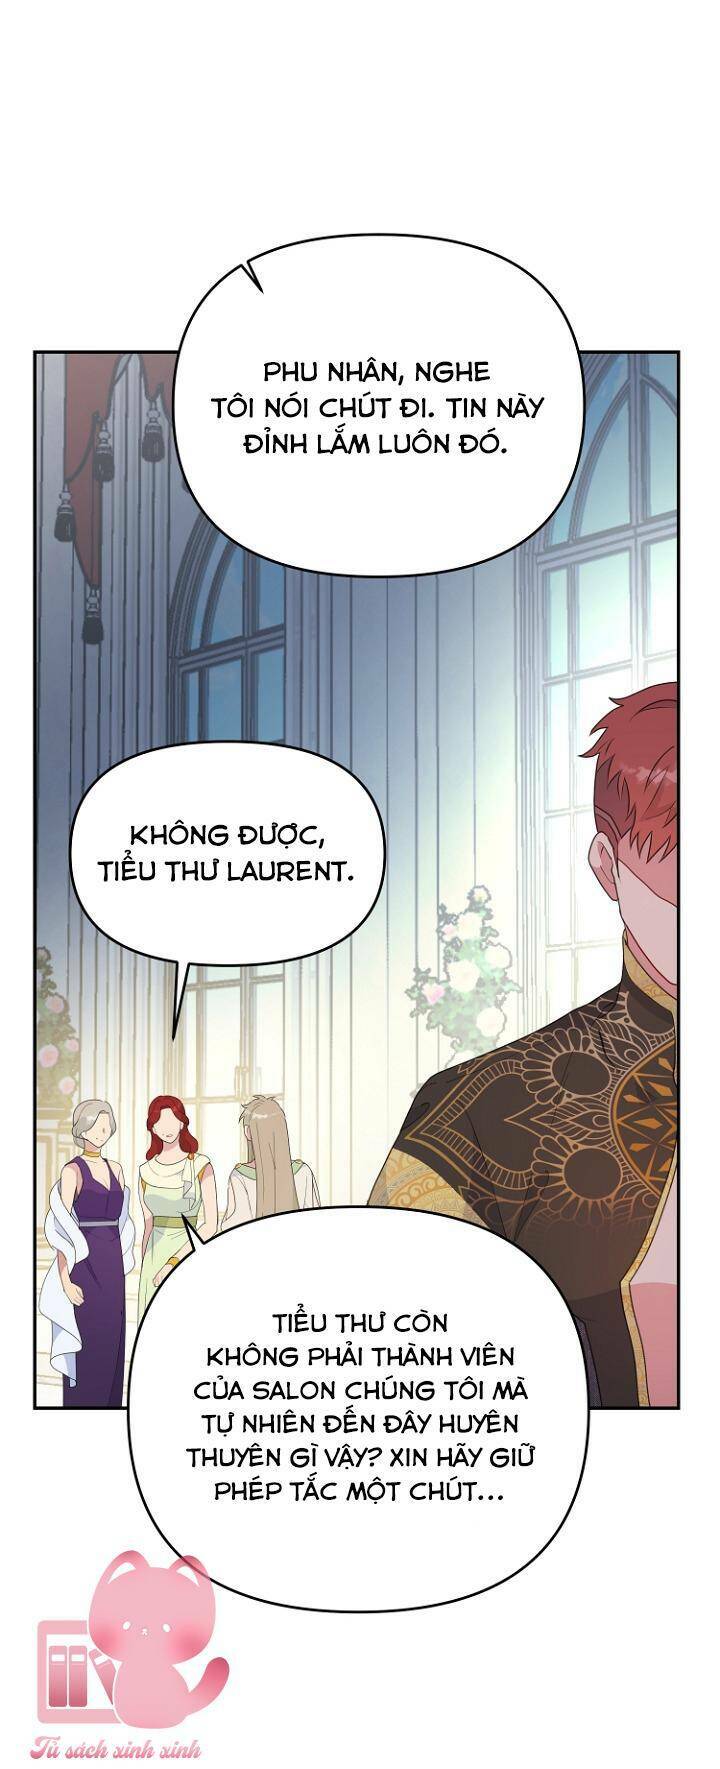 PHU NHÂN, NGHE
TÔI NÓI CHÚT ĐI. TIN NÀY
ĐỈNH LẮM LUÔN ĐÓ.
KHÔNG ĐƯỢC,
TIỂU THƯ LAURENT.
TIỂU THƯ CÒN
KHÔNG PHẢI THÀNH VIÊN
CỦA SALON CHÚNG TÔI MÀ
TỰ NHIÊN ĐẾN ĐÂY HUYÊN
THUYÊN GÌ VẬY? XIN HÃY GIỮ
PHÉP TẮC MỘT CHÚT...
Tủ sách xinh xinh